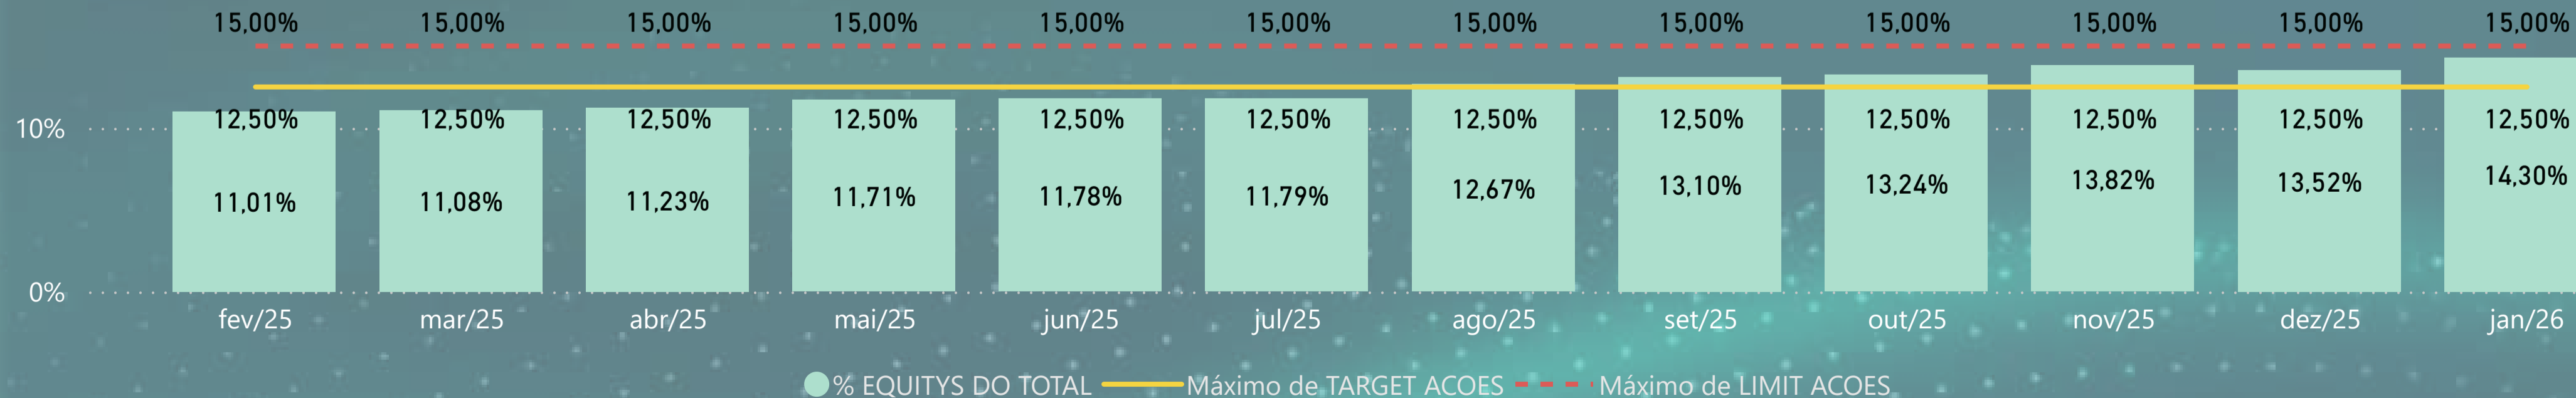 15,00% 15,00% 15,00% 15,00% 15,00% 15,00% 15,00% 15,00% 15,00% 15,00% 15,00% 15,00%
10% 12,50% 12,50% 12,50% 12,50% 12,50% 12,50% 12,50% 12,50% 12,50% 12,50% 12,50% 12,50%
11,01% 11,08% 11,23% 11,71% 11,78% 11,79% 12,67% 13,10% 13,24% 13,82% 13,52% 14,30%
0%
fev/25 mar/25 abr/25 mai/25 jun/25 jul/25 ago/25 set/25 out/25 nov/25 dez/25 jan/26
% EQUITYS DO TOTAL Máximo de TARGET ACOES Máximo de LIMIT ACOES